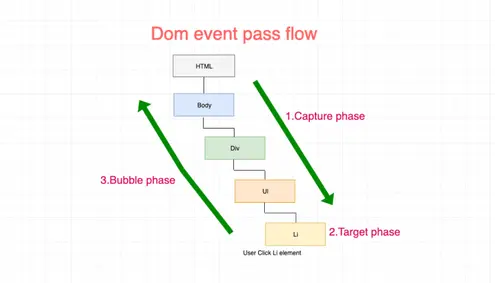 Dom event pass flow
HTML
1.Capture phase
Body
Div
3.Bubble phase
Ul
Li
2.Target phase
User Click Li element